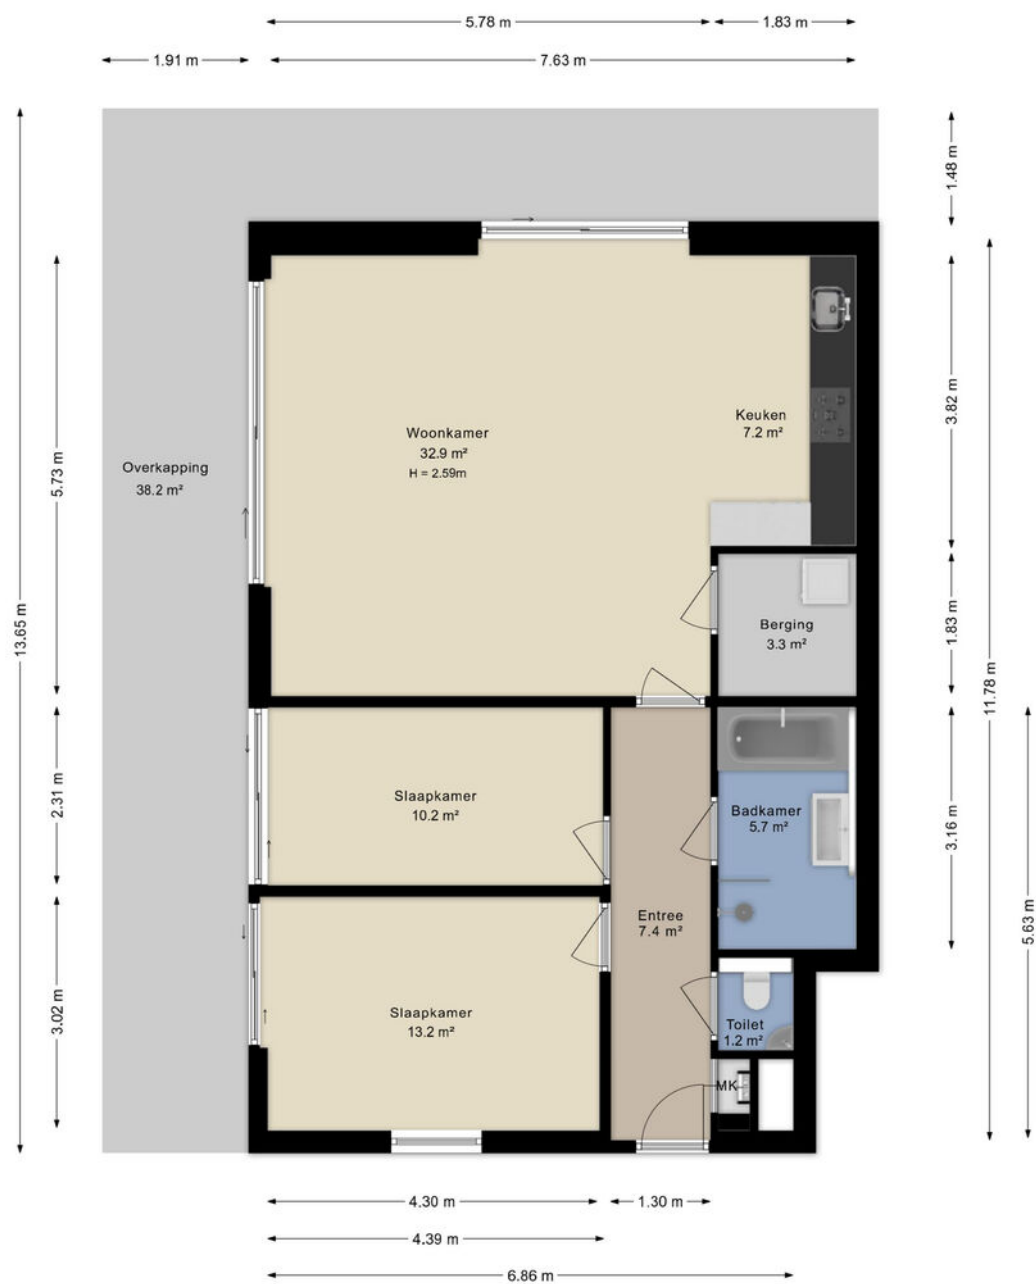 5.78 m
1.83 m
1.91 m
7.63 m
1.48 m
Woonkamer
32.9 m²
H = 2.59m
Keuken
7.2 m²
Overkapping
38.2 m²
5.73 m
3.82 m
13.65 m
Berging
3.3 m²
1.83 m
11.78 m
Slaapkamer
10.2 m²
2.31 m
Badkamer
5.7 m²
3.16 m
Entree
7.4 m²
5.63 m
Slaapkamer
13.2 m²
3.02 m
Toilet
1.2 m²
MK
4.30 m
1.30 m
4.39 m
6.86 m